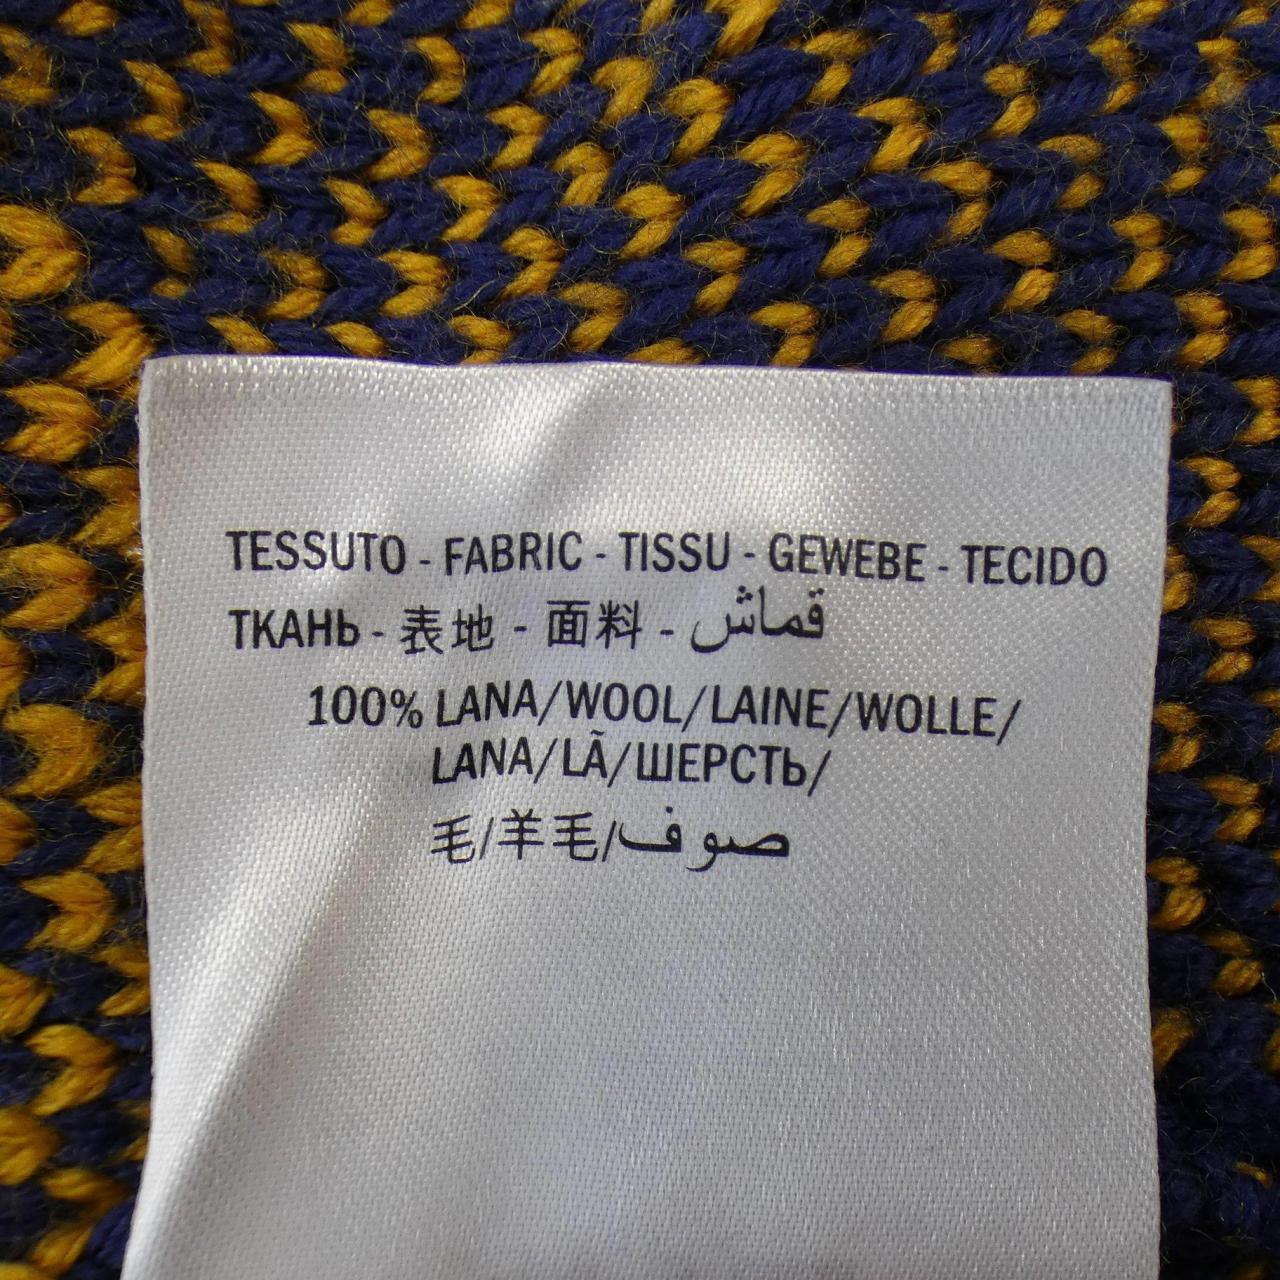 TESSUTO - FABRIC - TISSU - GEWEBE - TECIDO
ТКАНЬ - 表地 - 面料 - قماش
100% LANA/WOOL/LAINE/WOLLE/
LANA/LÃ/ШЕРСТЬ/
毛/羊毛/صوف